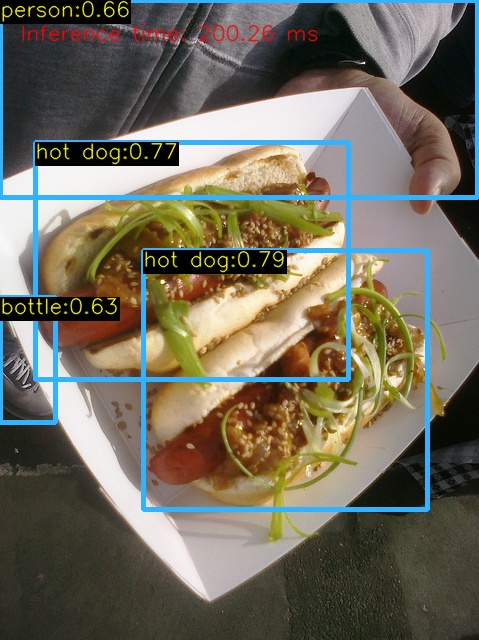 person:0.66
Inference time: 200.26 ms
hot dog:0.77
hot dog:0.79
bottle:0.63